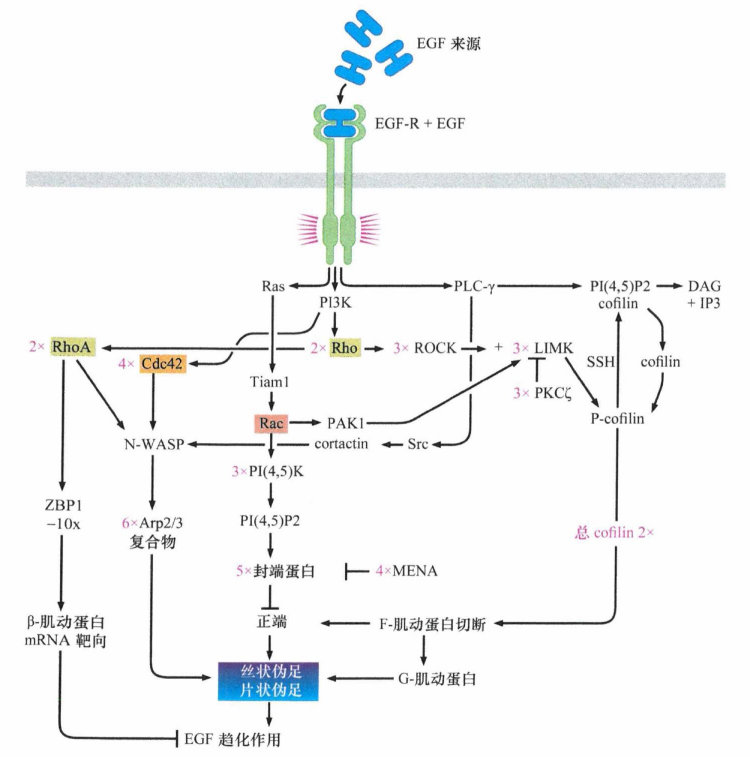 EGF 来源
EGF-R + EGF
Ras
PI3K
PLC-γ
PI(4,5)P2
cofilin
DAG
+ IP3
2× RhoA
4× Cdc42
2× Rho
3× ROCK
+
3× LIMK
SSH
cofilin
Tiam1
3× PKCζ
Rac
PAK1
P-cofilin
N-WASP
cortactin
Src
3×PI(4,5)K
ZBP1
~10x
6×Arp2/3
复合物
PI(4,5)P2
总 cofilin 2×
5×封端蛋白
4×MENA
β-肌动蛋白
mRNA 靶向
正端
F-肌动蛋白切断
丝状伪足
片状伪足
G-肌动蛋白
EGF 趋化作用